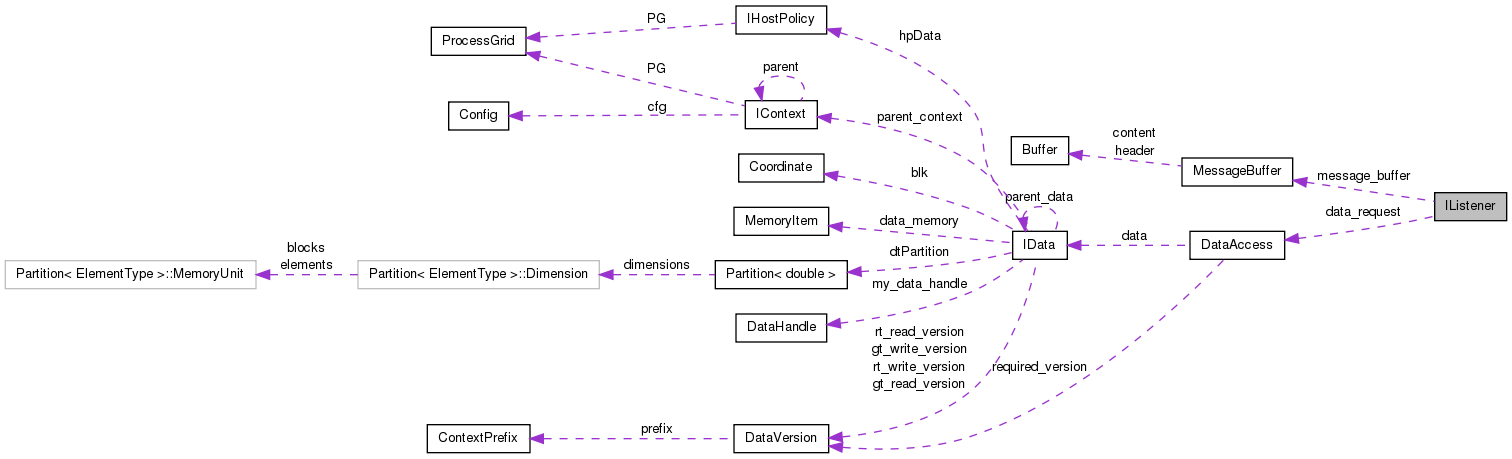 IHostPolicy
PG
ProcessGrid
hpData
PG
parent
cfg
Config
IContext
parent_context
content
header
Buffer
Coordinate
blk
MessageBuffer
message_buffer
parent_data
IListener
data_request
MemoryItem
data_memory
data
IData
DataAccess
dtPartition
blocks
elements
dimensions
Partition< ElementType >::MemoryUnit
Partition< ElementType >::Dimension
Partition< double >
my_data_handle
DataHandle
rt_read_version
gt_write_version
rt_write_version
gt_read_version
required_version
prefix
ContextPrefix
DataVersion